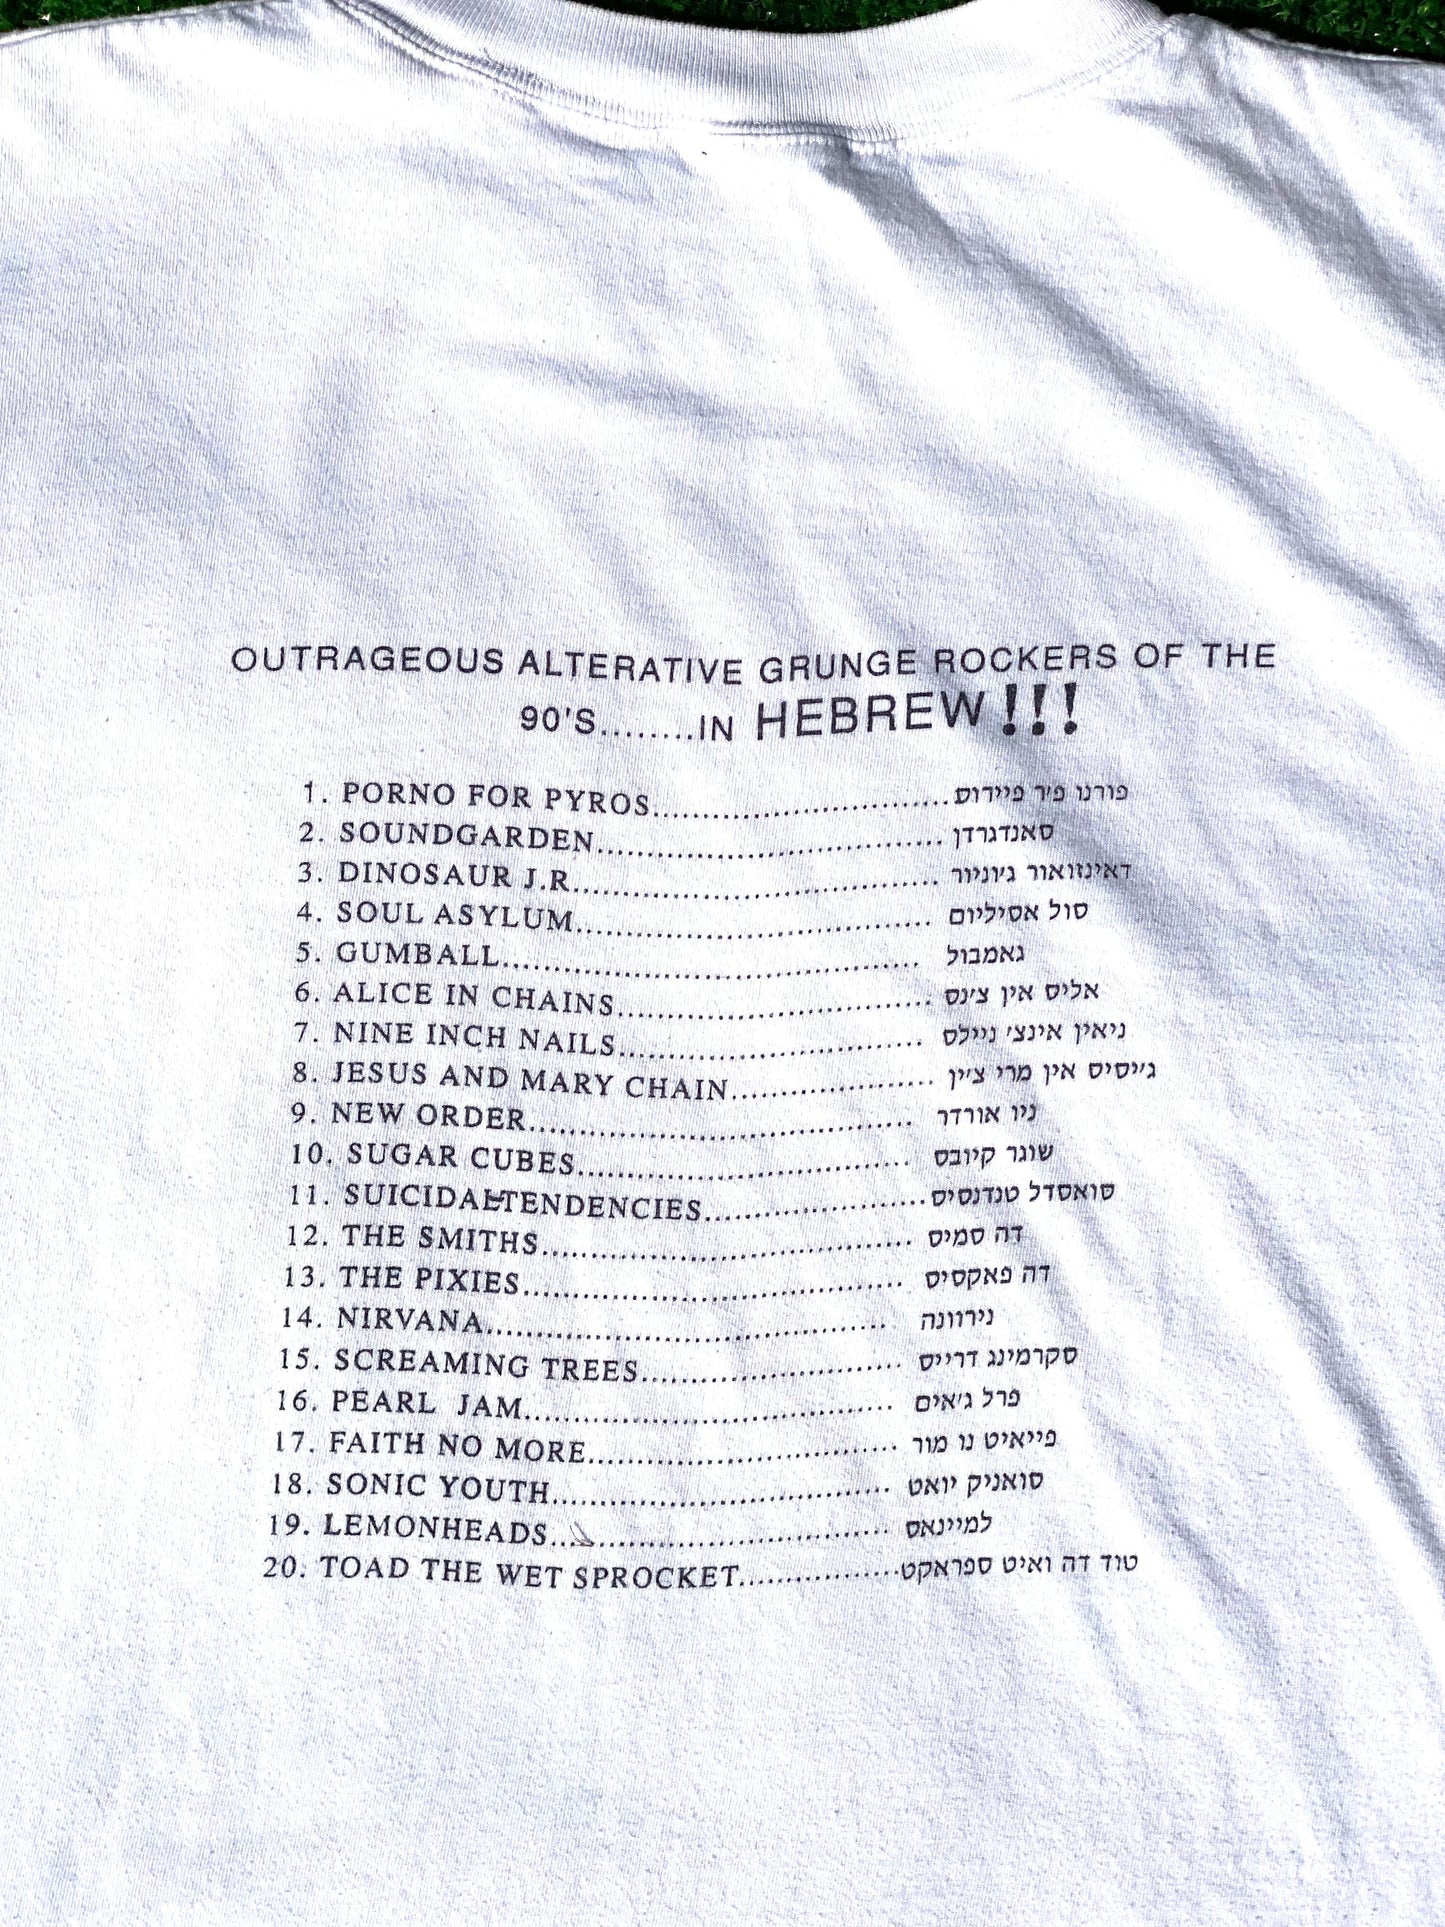 OUTRAGEOUS ALTERATIVE GRUNGE ROCKERS OF THE
90'S........IN HEBREW!!!
1. PORNO FOR PYROS..............................פורנו פ'ר פיירוס
2. SOUNDGARDEN...................................סאנדגרדן
3. DINOSAUR J.R.....................................דאינזואור ג'וניור
4. SOUL ASYLUM....................................סול אסיליום
5. GUMBALL.......................................... גאמבול
6. ALICE IN CHAINS................................אליס אין צ'נס
7. NINE INCH NAILS............................... ניאין אינצ' ניילס
8. JESUS AND MARY CHAIN.................... ג'יסיס אין מרי צ'ין
9. NEW ORDER....................................... ניו אורדר
10. SUGAR CUBES.................................. שוגר קיובס
11. SUICIDAL TENDENCIES......................סואסדל טנדנסיס
12. THE SMITHS..................................... דה סמיס
13. THE PIXIES...................................... דה פאקסיס
14. NIRVANA......................................... נירוונה
15. SCREAMING TREES.......................... סקרמינג דרייס
16. PEARL JAM..................................... פרל ג'אים
17. FAITH NO MORE............................... פייאיט נו מור
18. SONIC YOUTH.................................. סואניק יואט
19. LEMONHEADS.................................. למיינאס
20. TOAD THE WET SPROCKET.................טוד דה ואיט ספראקט